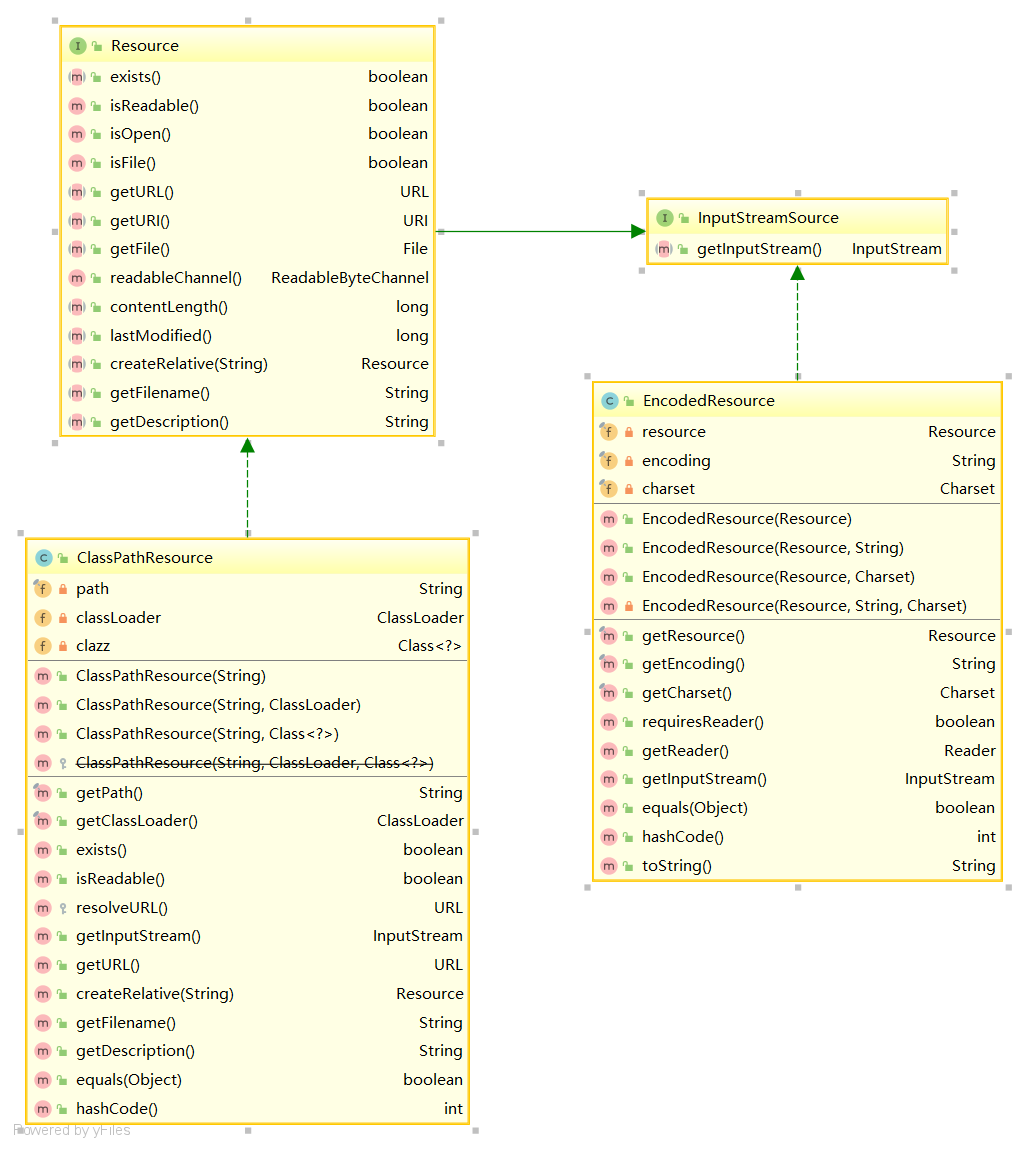 Resource
exists() boolean
isReadable() boolean
isOpen() boolean
isFile() boolean
getURL() URL
getURI() URI
getFile() File
readableChannel() ReadableByteChannel
contentLength() long
lastModified() long
createRelative(String) Resource
getFilename() String
getDescription() String
InputStreamSource
getInputStream() InputStream
EncodedResource
resource Resource
encoding String
charset Charset
EncodedResource(Resource)
EncodedResource(Resource, String)
EncodedResource(Resource, Charset)
EncodedResource(Resource, String, Charset)
getResource() Resource
getEncoding() String
getCharset() Charset
requiresReader() boolean
getReader() Reader
getInputStream() InputStream
equals(Object) boolean
hashCode() int
toString() String
ClassPathResource
path String
classLoader ClassLoader
clazz Class<?>
ClassPathResource(String)
ClassPathResource(String, ClassLoader)
ClassPathResource(String, Class<?>)
ClassPathResource(String, ClassLoader, Class<?>)
getPath() String
getClassLoader() ClassLoader
exists() boolean
isReadable() boolean
resolveURL() URL
getInputStream() InputStream
getURL() URL
createRelative(String) Resource
getFilename() String
getDescription() String
equals(Object) boolean
hashCode() int
Powered by yFiles